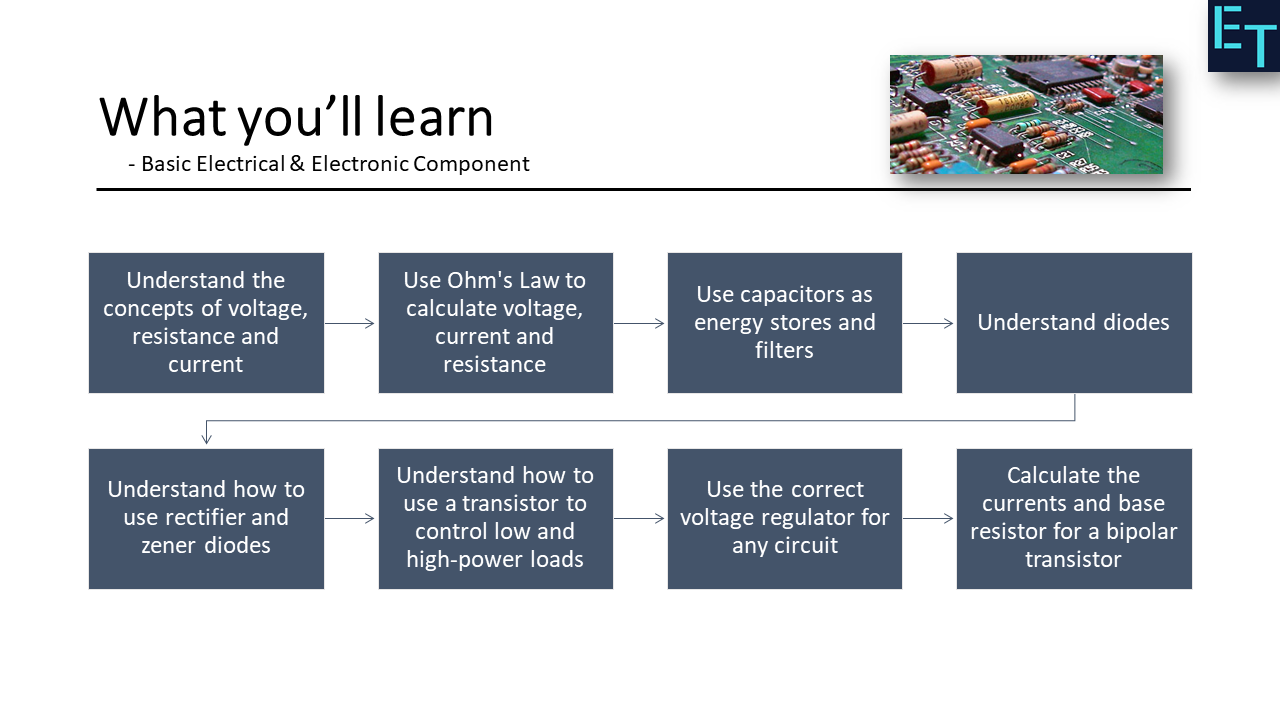 ET
What you’ll learn
- Basic Electrical & Electronic Component
Understand the
concepts of voltage,
resistance and
current
Use Ohm's Law to
calculate voltage,
current and
resistance
Use capacitors as
energy stores and
filters
Understand diodes
Understand how to
use rectifier and
zener diodes
Understand how to
use a transistor to
control low and
high-power loads
Use the correct
voltage regulator for
any circuit
Calculate the
currents and base
resistor for a bipolar
transistor